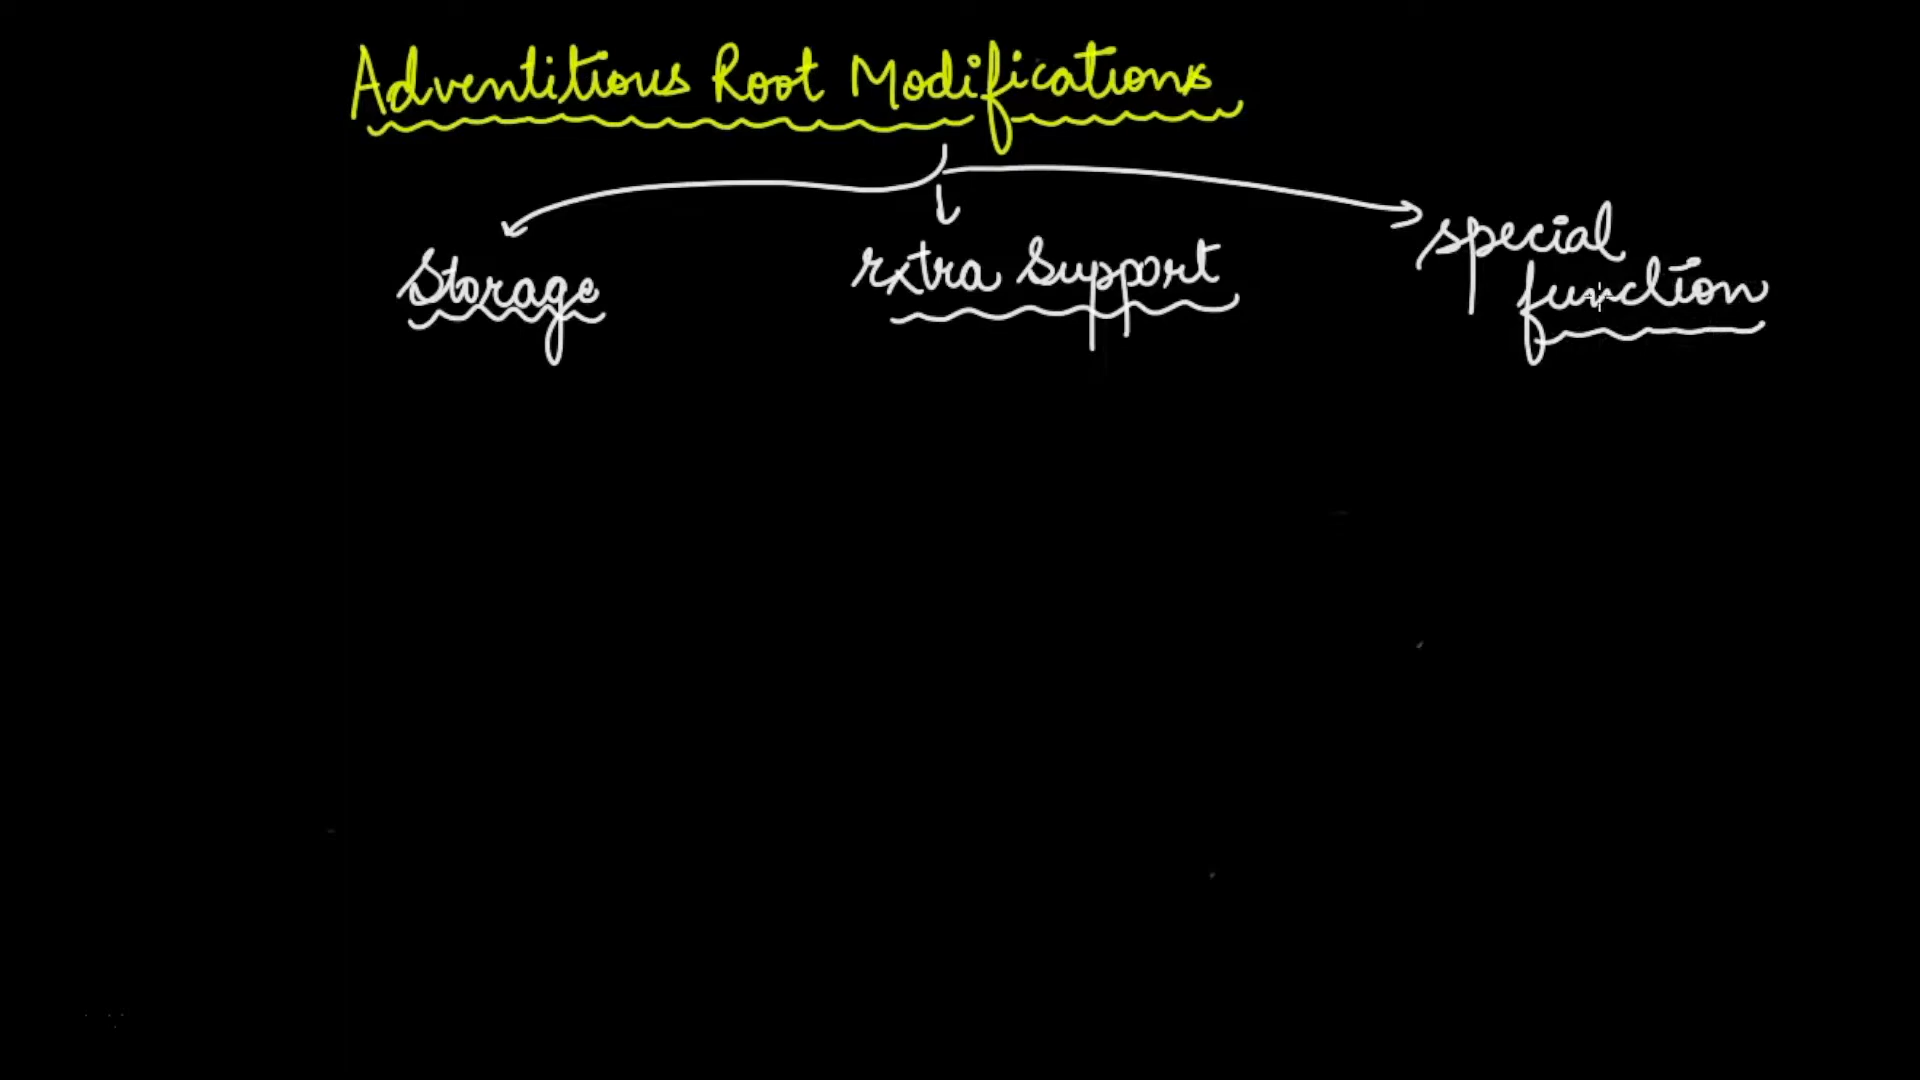 Adventitious Root Modifications
Storage
extra Support
special
function